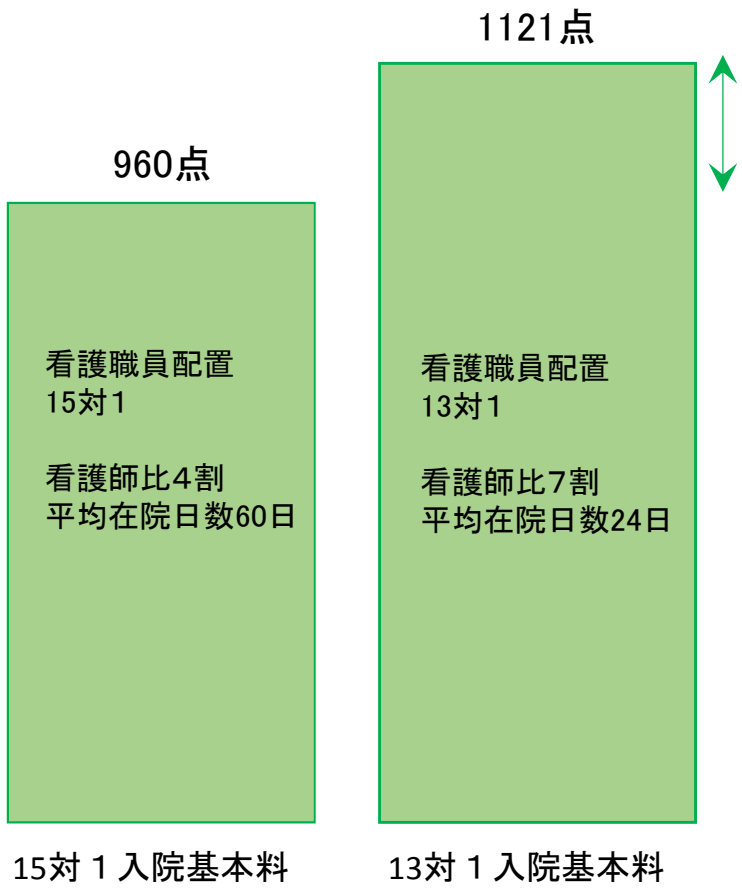 1121点
960点
看護職員配置
15対1
看護師比4割
平均在院日数60日
看護職員配置
13対1
看護師比7割
平均在院日数24日
15対１入院基本料
13対１入院基本料